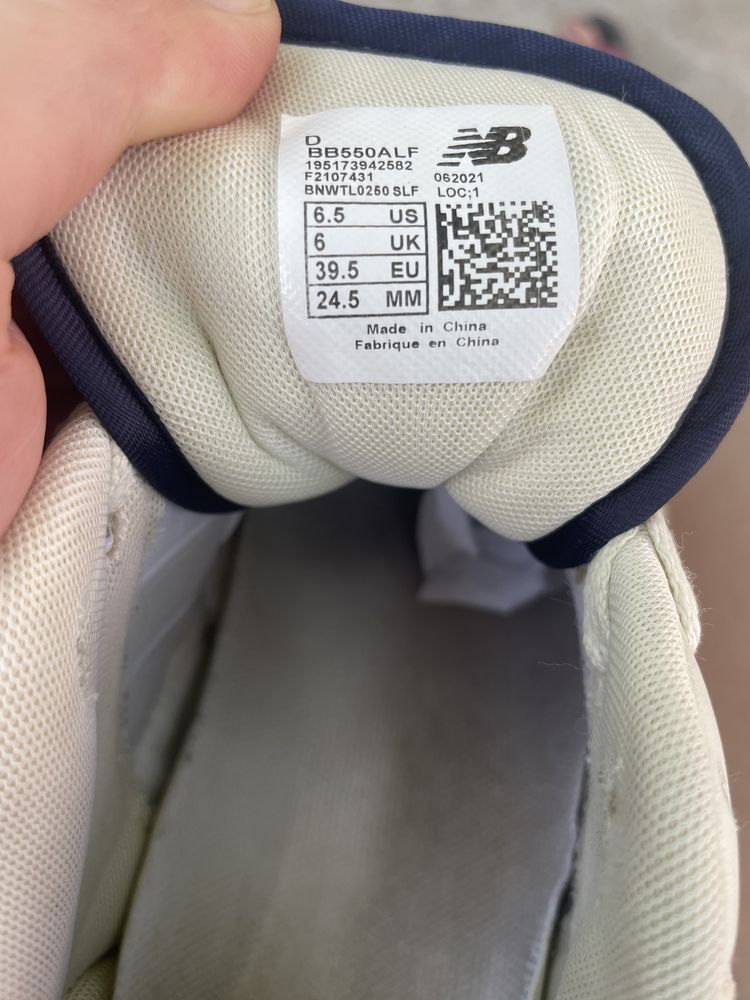 D
BB550ALF
195173942582
F2107431
BNWTL0250 SLF
NB
062021
LOC;1
6.5 US
6 UK
39.5 EU
24.5 MM
Made in China
Fabrique en China